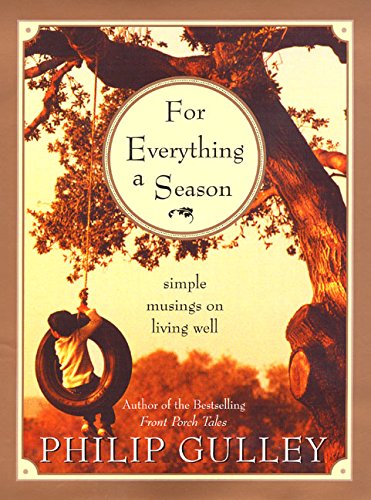 For
Everything
a Season
simple
musings on
living well
Author of the Bestselling
Front Porch Tales
PHILIP GULLEY